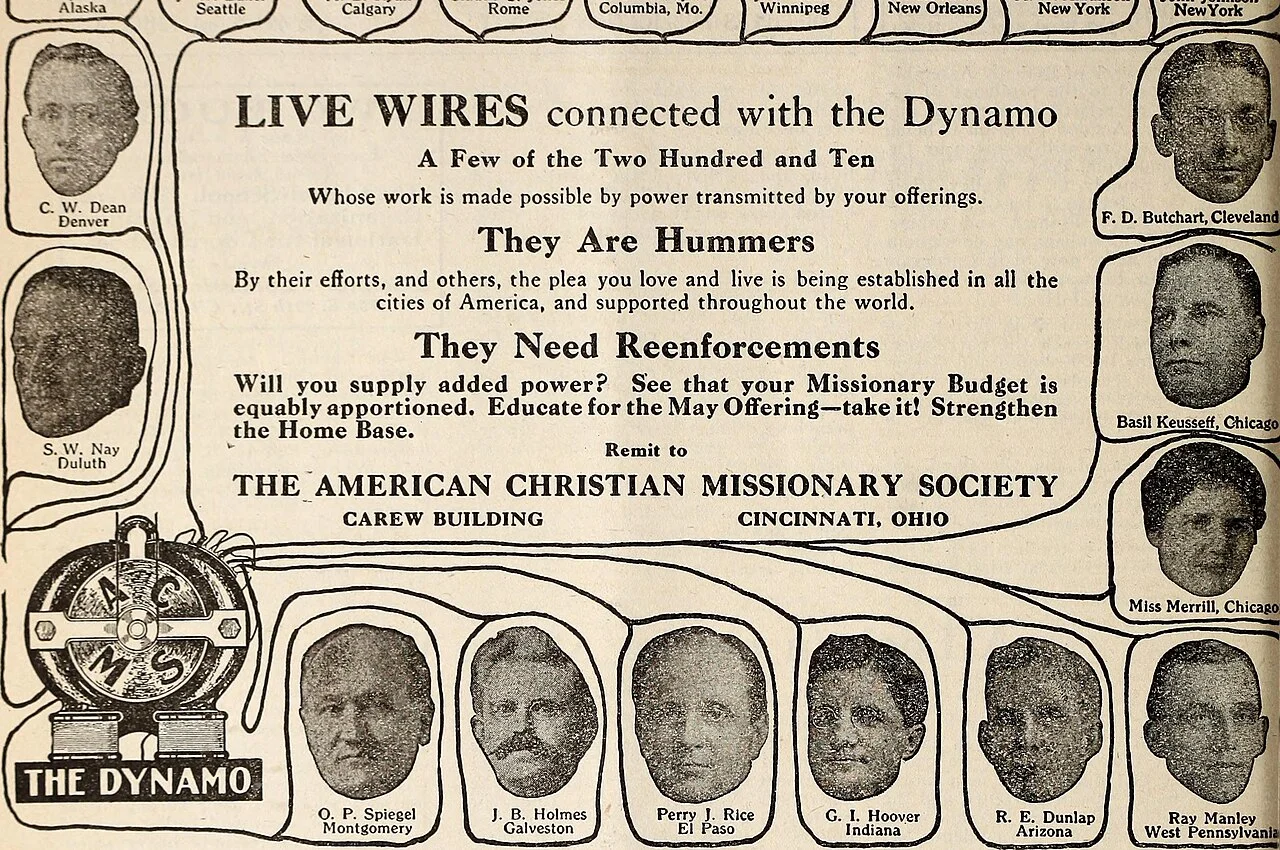 Alaska
Seattle
Calgary
Rome
Columbia, Mo.
Winnipeg
New Orleans
New York
New York
LIVE WIRES connected with the Dynamo
A Few of the Two Hundred and Ten
Whose work is made possible by power transmitted by your offerings.
They Are Hummers
By their efforts, and others, the plea you love and live is being established in all the
cities of America, and supported throughout the world.
They Need Reenforcements
Will you supply added power? See that your Missionary Budget is
equably apportioned. Educate for the May Offering—take it! Strengthen
the Home Base.
Remit to
THE AMERICAN CHRISTIAN MISSIONARY SOCIETY
CAREW BUILDING CINCINNATI, OHIO
C. W. Dean
Denver
S. W. Nay
Duluth
F. D. Butchart, Cleveland
Basil Keusseff, Chicago
Miss Merrill, Chicago
A C
M S
THE DYNAMO
O. P. Spiegel
Montgomery
J. B. Holmes
Galveston
Perry J. Rice
El Paso
G. I. Hoover
Indiana
R. E. Dunlap
Arizona
Ray Manley
West Pennsylvania